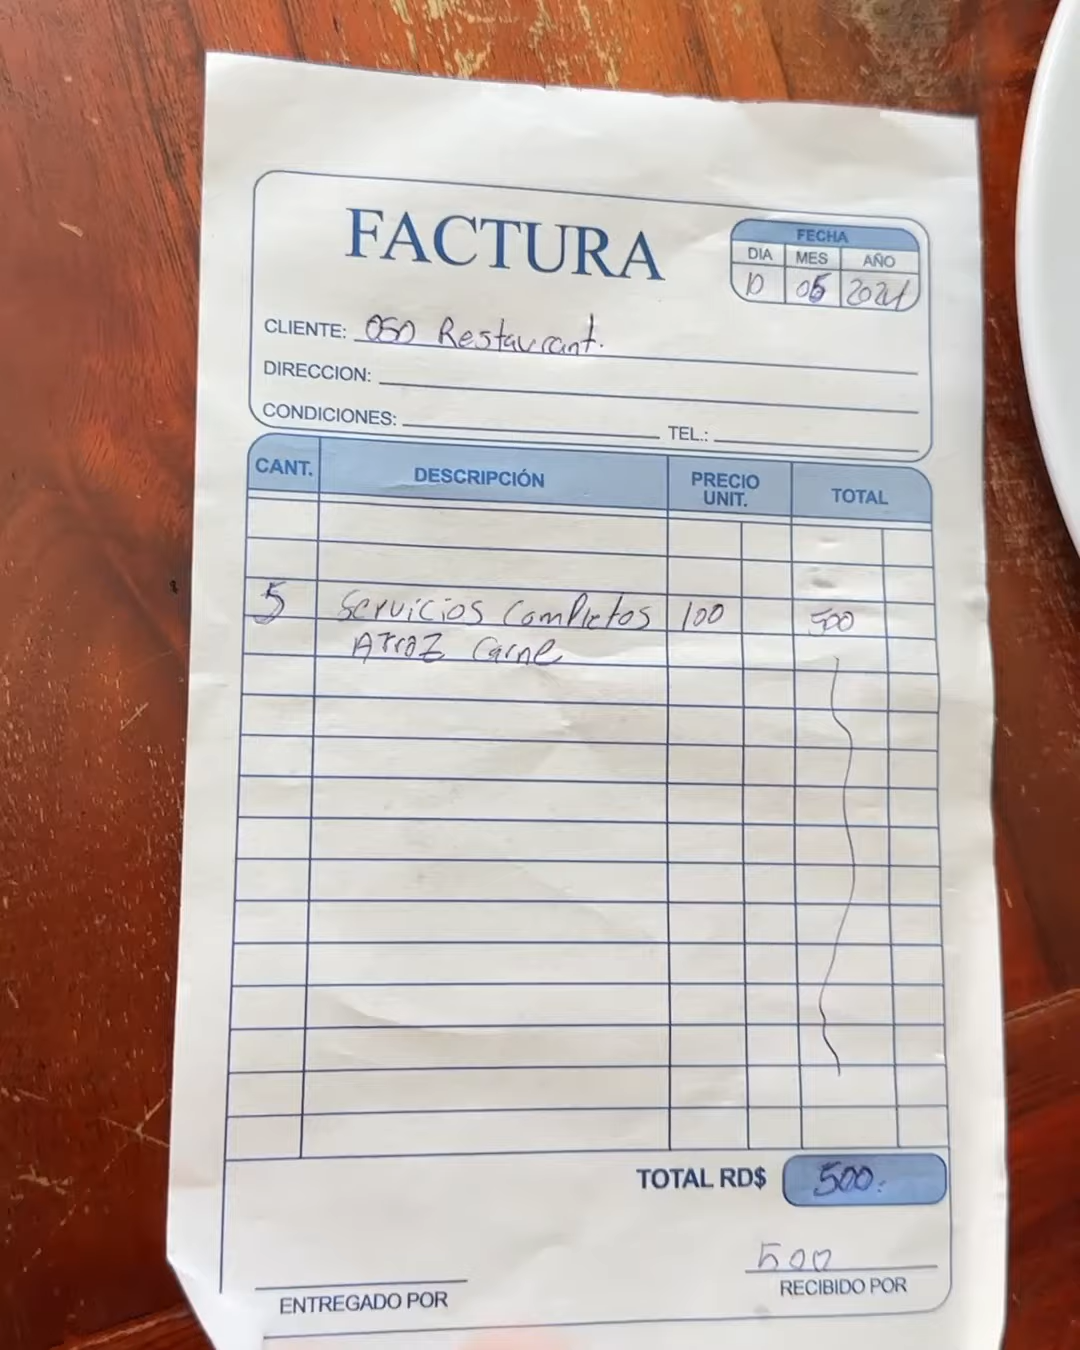 FACTURA
FECHA
DIA MES AÑO
10 05 2024
CLIENTE: OSO Restaurant.
DIRECCION:
CONDICIONES: TEL.:
CANT. DESCRIPCIÓN PRECIO UNIT. TOTAL
5 Servicios Completos 100 500
Arroz Carne
TOTAL RD$ 500.
500
ENTREGADO POR RECIBIDO POR